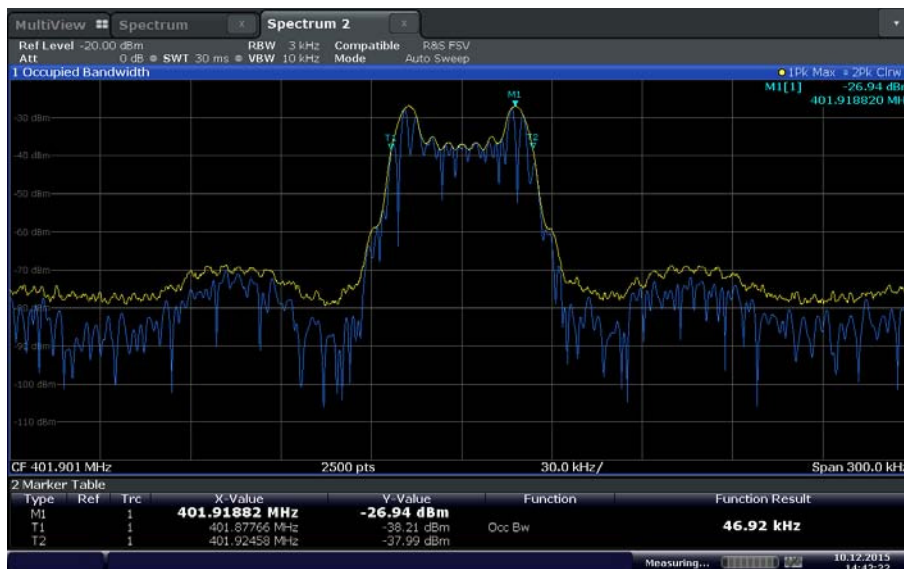 MultiView Spectrum x Spectrum 2 x
Ref Level -20.00 dBm RBW 3 kHz Compatible R&S FSV
Att 0 dB SWT 30 ms VBW 10 kHz Mode Auto Sweep
1 Occupied Bandwidth 1Pk Max 2Pk Clrw
M1[1] -26.94 dBm
401.918820 MH
M1
-30 dBm
T1 T2
-40 dBm
-50 dBm
-60 dBm
-70 dBm
-80 dBm
-90 dBm
-100 dBm
-110 dBm
CF 401.901 MHz 2500 pts 30.0 kHz/ Span 300.0 kHz
2 Marker Table
Type Ref Trc X-Value Y-Value Function Function Result
M1 1 401.91882 MHz -26.94 dBm
T1 1 401.87766 MHz -38.21 dBm Occ Bw 46.92 kHz
T2 1 401.92458 MHz -37.99 dBm
Measuring... 10.12.2015
14:42:22